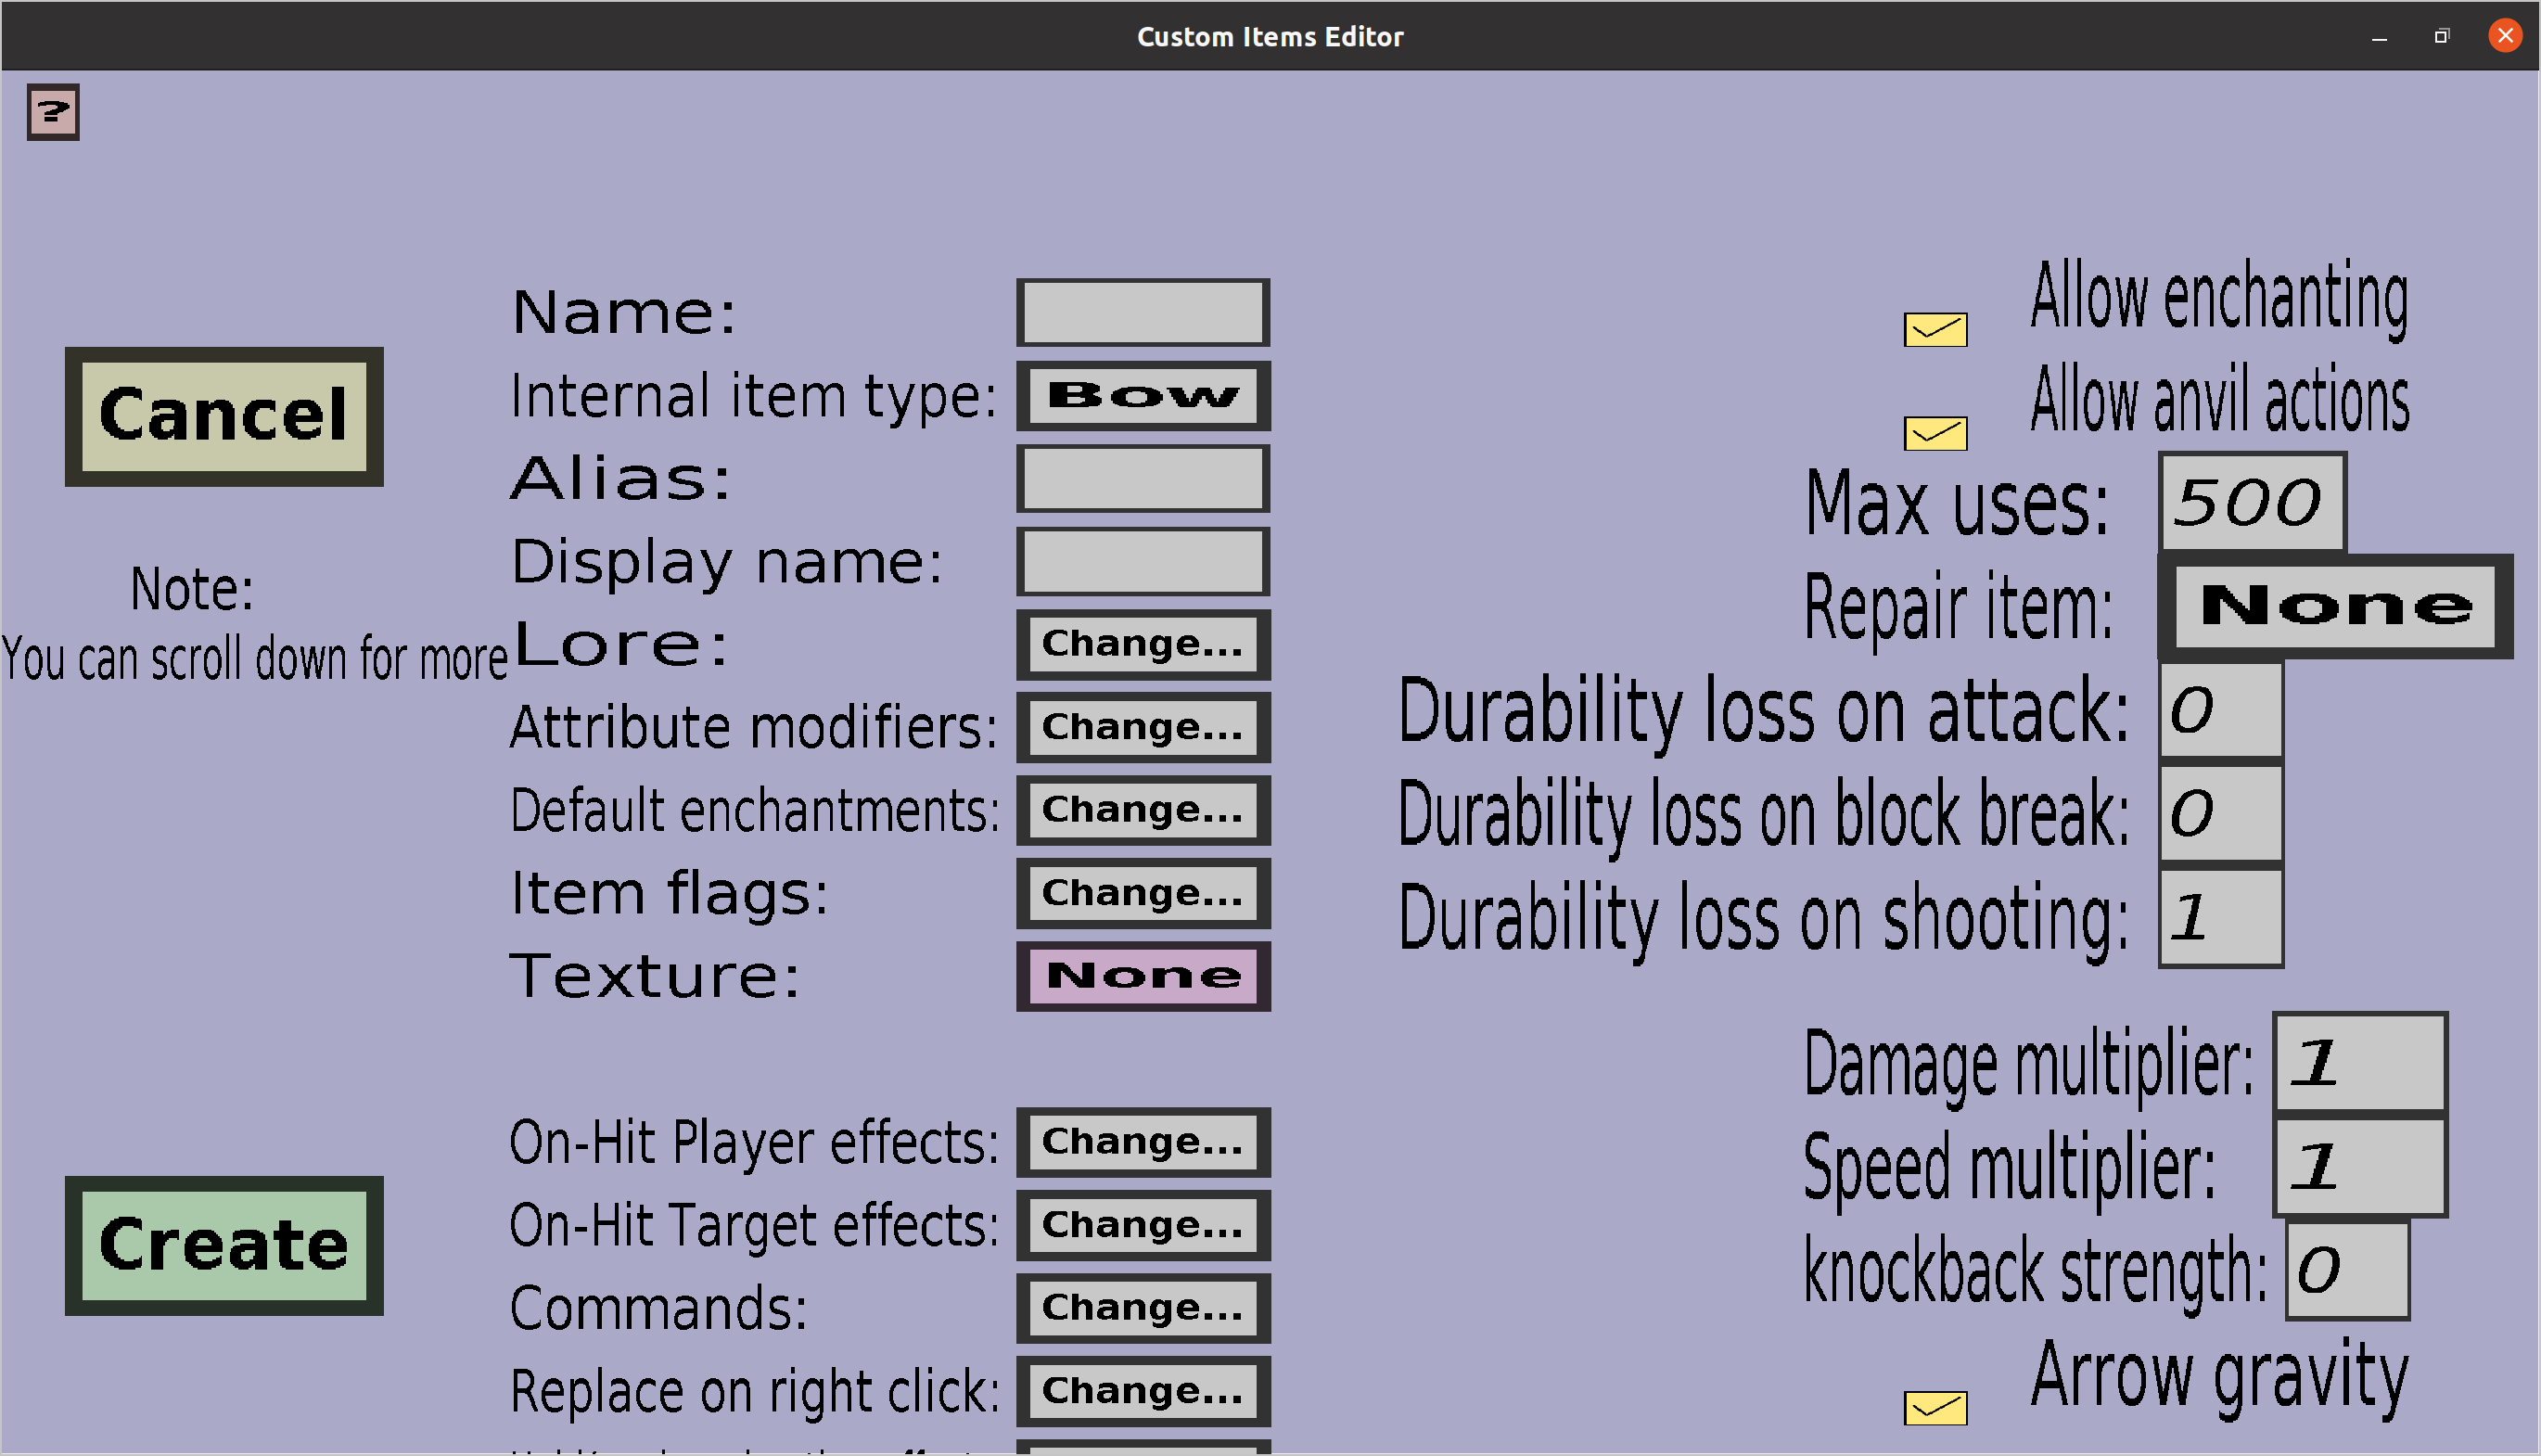 Custom Items Editor
?
Cancel
Note:
You can scroll down for more
Create
Name:
Internal item type: Bow
Alias:
Display name:
Lore: Change...
Attribute modifiers: Change...
Default enchantments: Change...
Item flags: Change...
Texture: None
On-Hit Player effects: Change...
On-Hit Target effects: Change...
Commands: Change...
Replace on right click: Change...
Allow enchanting
Allow anvil actions
Max uses: 500
Repair item: None
Durability loss on attack: 0
Durability loss on block break: 0
Durability loss on shooting: 1
Damage multiplier: 1
Speed multiplier: 1
knockback strength: 0
Arrow gravity